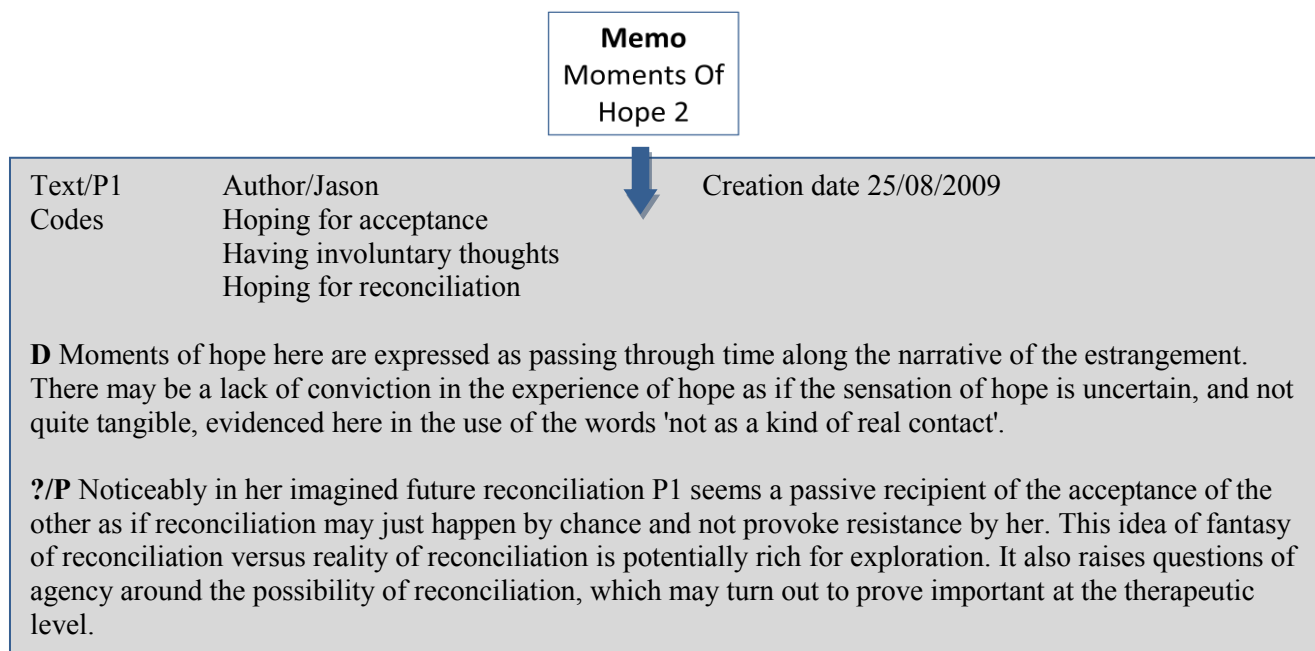 Memo
Moments Of
Hope 2
Text/P1 Author/Jason Creation date 25/08/2009
Codes Hoping for acceptance
Having involuntary thoughts
Hoping for reconciliation
D Moments of hope here are expressed as passing through time along the narrative of the estrangement.
There may be a lack of conviction in the experience of hope as if the sensation of hope is uncertain, and not
quite tangible, evidenced here in the use of the words 'not as a kind of real contact'.
?/P Noticeably in her imagined future reconciliation P1 seems a passive recipient of the acceptance of the
other as if reconciliation may just happen by chance and not provoke resistance by her. This idea of fantasy
of reconciliation versus reality of reconciliation is potentially rich for exploration. It also raises questions of
agency around the possibility of reconciliation, which may turn out to prove important at the therapeutic
level.